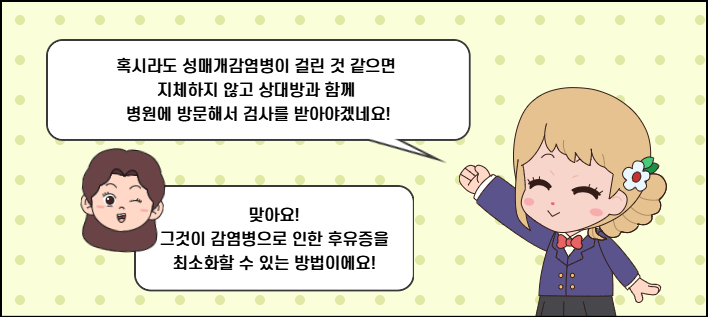 혹시라도 성매개감염병이 걸린 것 같으면
지체하지 않고 상대방과 함께
병원에 방문해서 검사를 받아야겠네요!
맞아요!
그것이 감염병으로 인한 후유증을
최소화할 수 있는 방법이에요!